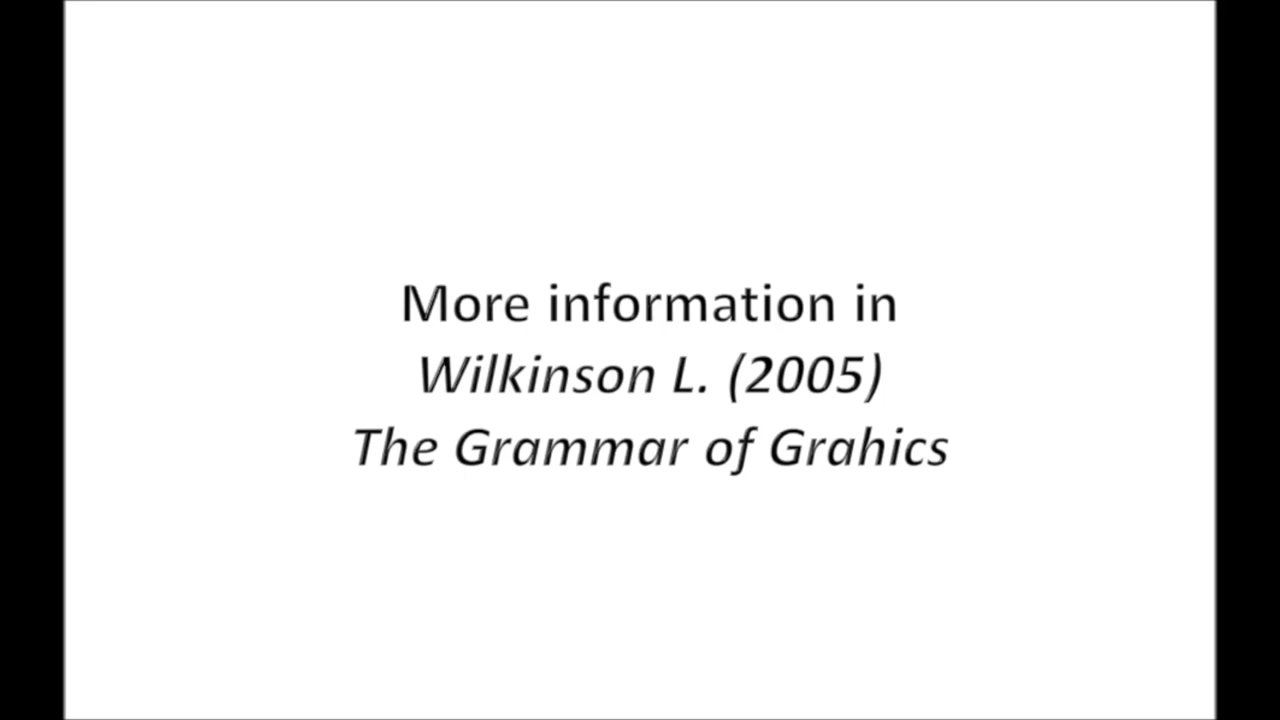 More information in
Wilkinson L. (2005)
The Grammar of Grahics